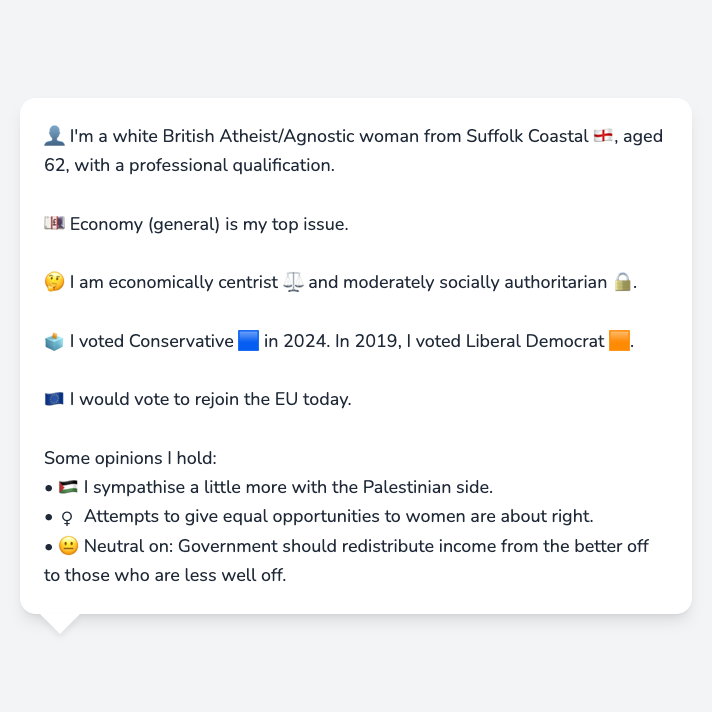 👤 I'm a white British Atheist/Agnostic woman from Suffolk Coastal 🏴󠁧󠁢󠁥󠁮󠁧󠁿, aged
62, with a professional qualification.
💷 Economy (general) is my top issue.
🤔 I am economically centrist ⚖️ and moderately socially authoritarian 🔒.
🗳️ I voted Conservative 🟦 in 2024. In 2019, I voted Liberal Democrat 🟧.
🇪🇺 I would vote to rejoin the EU today.
Some opinions I hold:
• 🇵🇸 I sympathise a little more with the Palestinian side.
• ♀ Attempts to give equal opportunities to women are about right.
• 😐 Neutral on: Government should redistribute income from the better off
to those who are less well off.